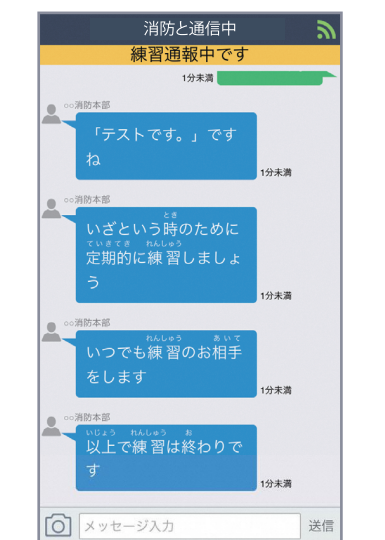 消防と通信中
練習通報中です
1分未満
○○消防本部
「テストです。」です
ね
1分未満
○○消防本部
とき
いざという時のために
ていきてき れんしゅう
定期的に練習しましょ
う
1分未満
○○消防本部
れんしゅう あいて
いつでも練習のお相手
をします
1分未満
○○消防本部
いじょう れんしゅう お
以上で練習は終わりで
す
1分未満
メッセージ入力
送信